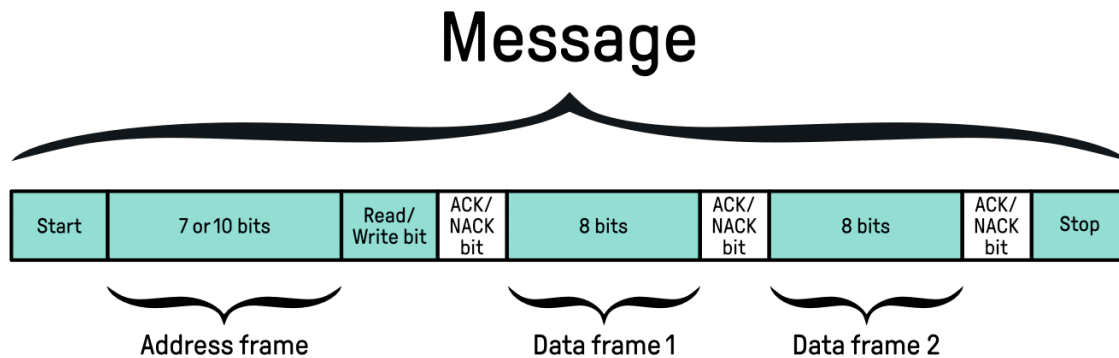 Message
Start
7 or 10 bits
Read/
Write bit
ACK/
NACK
bit
8 bits
ACK/
NACK
bit
8 bits
ACK/
NACK
bit
Stop
Address frame
Data frame 1
Data frame 2